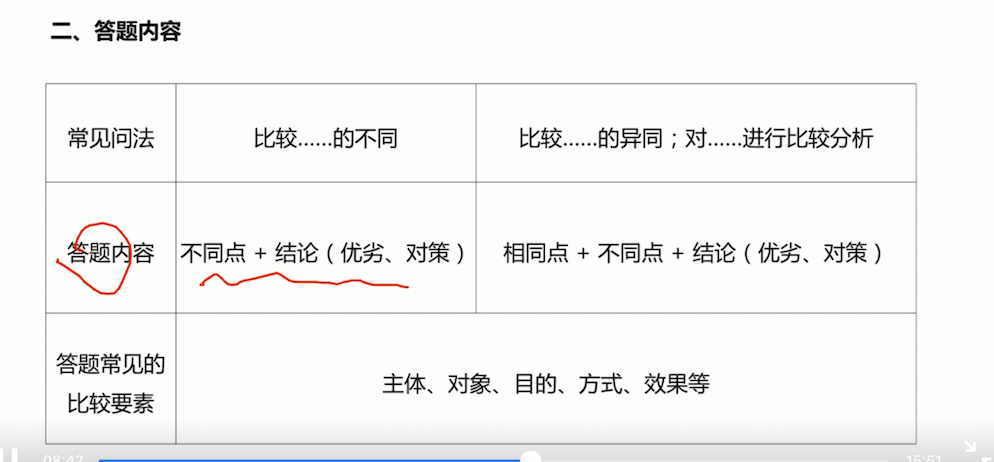 二、答题内容
常见问法
比较……的不同
比较……的异同；对……进行比较分析
答题内容
不同点 + 结论（优劣、对策）
相同点 + 不同点 + 结论（优劣、对策）
答题常见的
比较要素
主体、对象、目的、方式、效果等
08:42
15:51